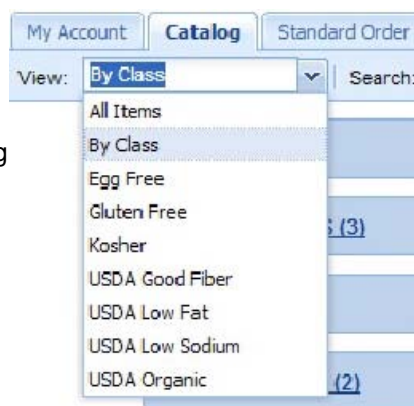 My Account Catalog Standard Order
View: By Class Search:
All Items
By Class
Egg Free
Gluten Free
Kosher
USDA Good Fiber
USDA Low Fat
USDA Low Sodium
USDA Organic
g
S (3)
(2)